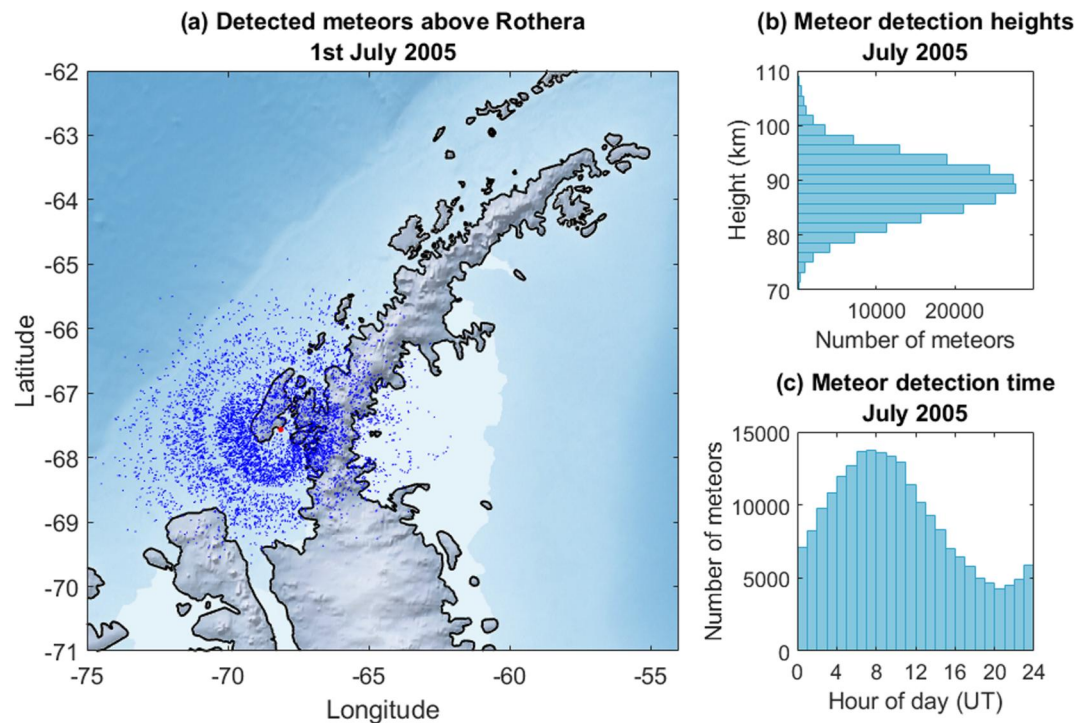 (a) Detected meteors above Rothera
1st July 2005
-62
-63
-64
-65
-66
-67
-68
-69
-70
-71
Latitude
-75
-70
-65
-60
-55
Longitude
(b) Meteor detection heights
July 2005
110
100
90
80
70
Height (km)
10000
20000
Number of meteors
(c) Meteor detection time
July 2005
15000
10000
5000
0
Number of meteors
0
4
8
12
16
20
24
Hour of day (UT)